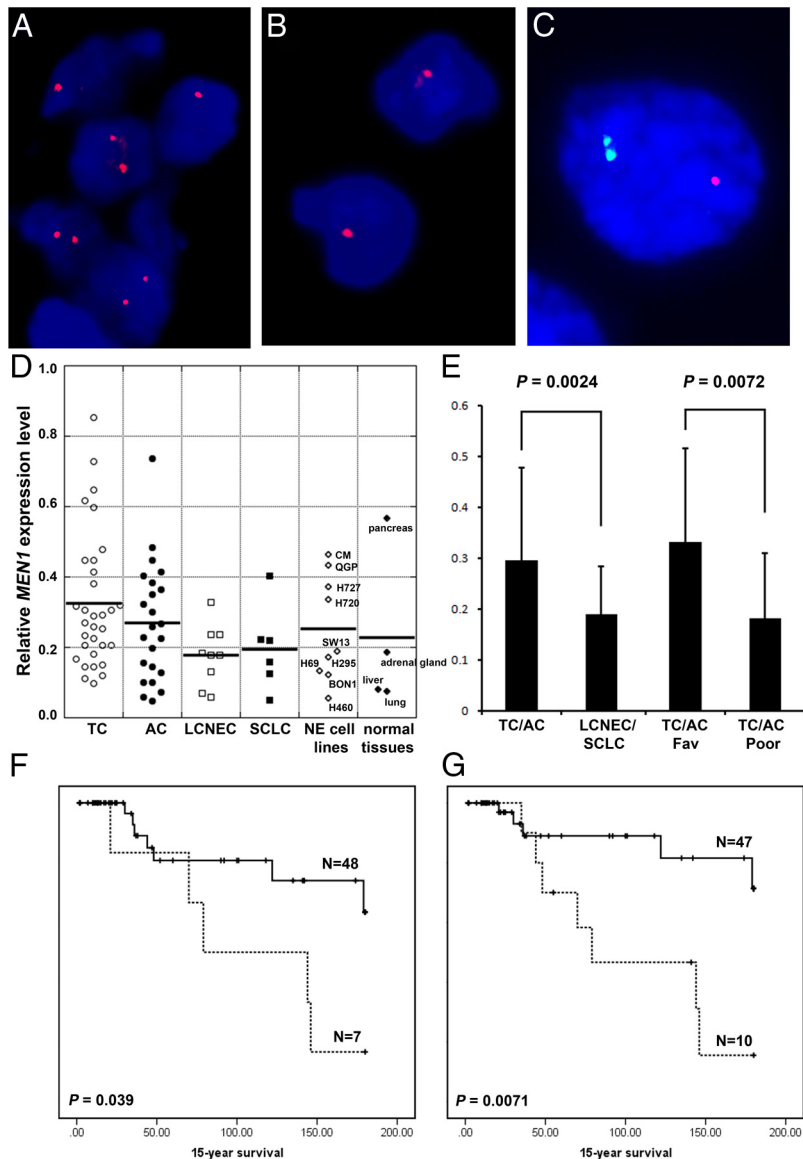 A
B
C
D
E
Relative MEN1 expression level
1.0
0.8
0.6
0.4
0.2
0.0
pancreas
CM
QGP
H727
H720
SW13
H69
H295
BON1
H460
adrenal gland
liver
lung
TC
AC
LCNEC
SCLC
NE cell
lines
normal
tissues
P = 0.0024
P = 0.0072
0.6
0.5
0.4
0.3
0.2
0.1
0
TC/AC
LCNEC/
SCLC
TC/AC
Fav
TC/AC
Poor
F
N=48
N=7
P = 0.039
.00
50.00
100.00
150.00
200.00
15-year survival
G
N=47
N=10
P = 0.0071
.00
50.00
100.00
150.00
200.00
15-year survival